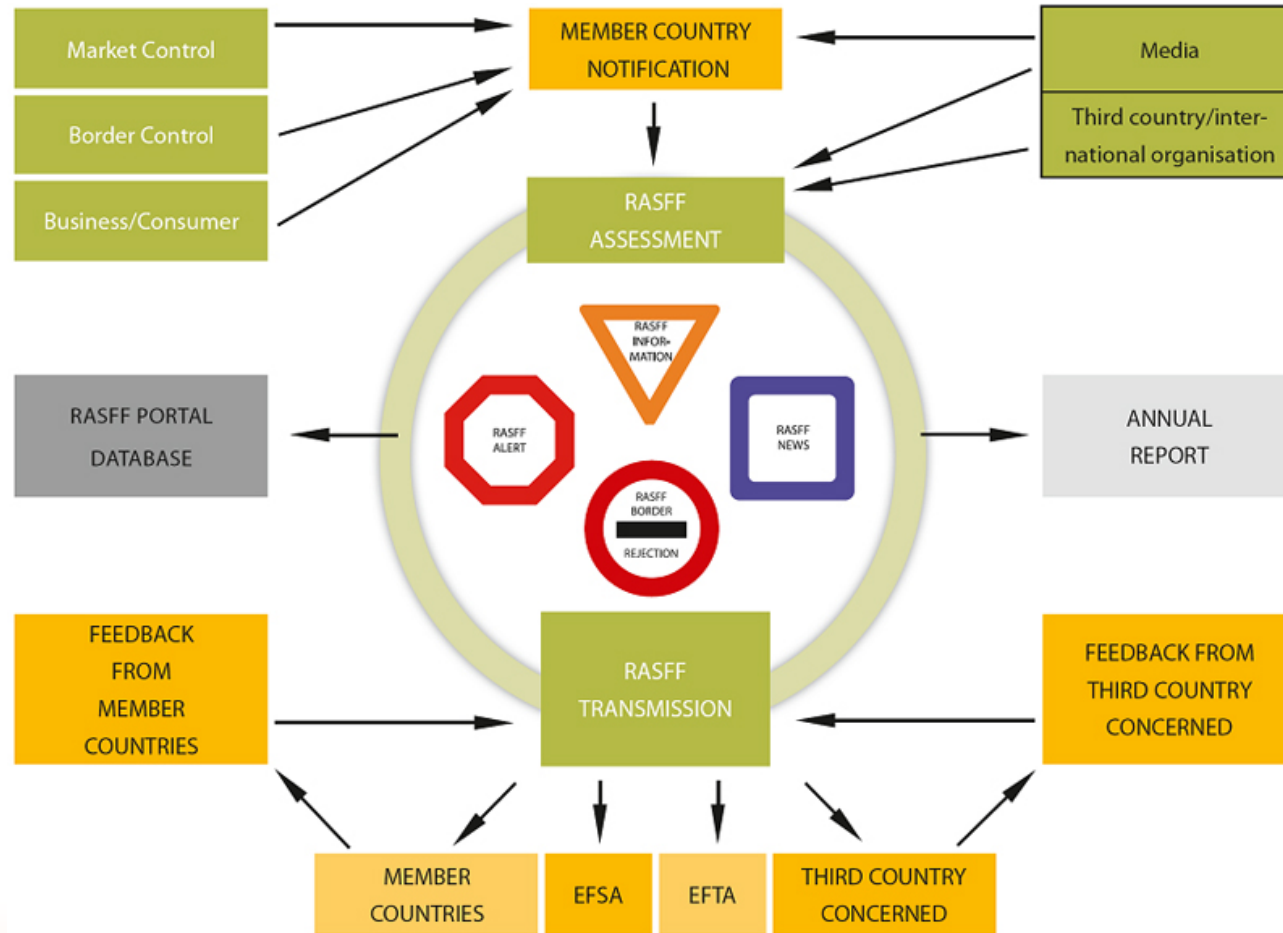 Market Control
MEMBER COUNTRY
NOTIFICATION
Media
Border Control
Third country/inter-
national organisation
Business/Consumer
RASFF
ASSESSMENT
RASFF
INFOR-
MATION
RASFF
ALERT
RASFF
NEWS
RASFF
BORDER
REJECTION
RASFF PORTAL
DATABASE
ANNUAL
REPORT
FEEDBACK
FROM
MEMBER
COUNTRIES
RASFF
TRANSMISSION
FEEDBACK FROM
THIRD COUNTRY
CONCERNED
MEMBER
COUNTRIES
EFSA
EFTA
THIRD COUNTRY
CONCERNED